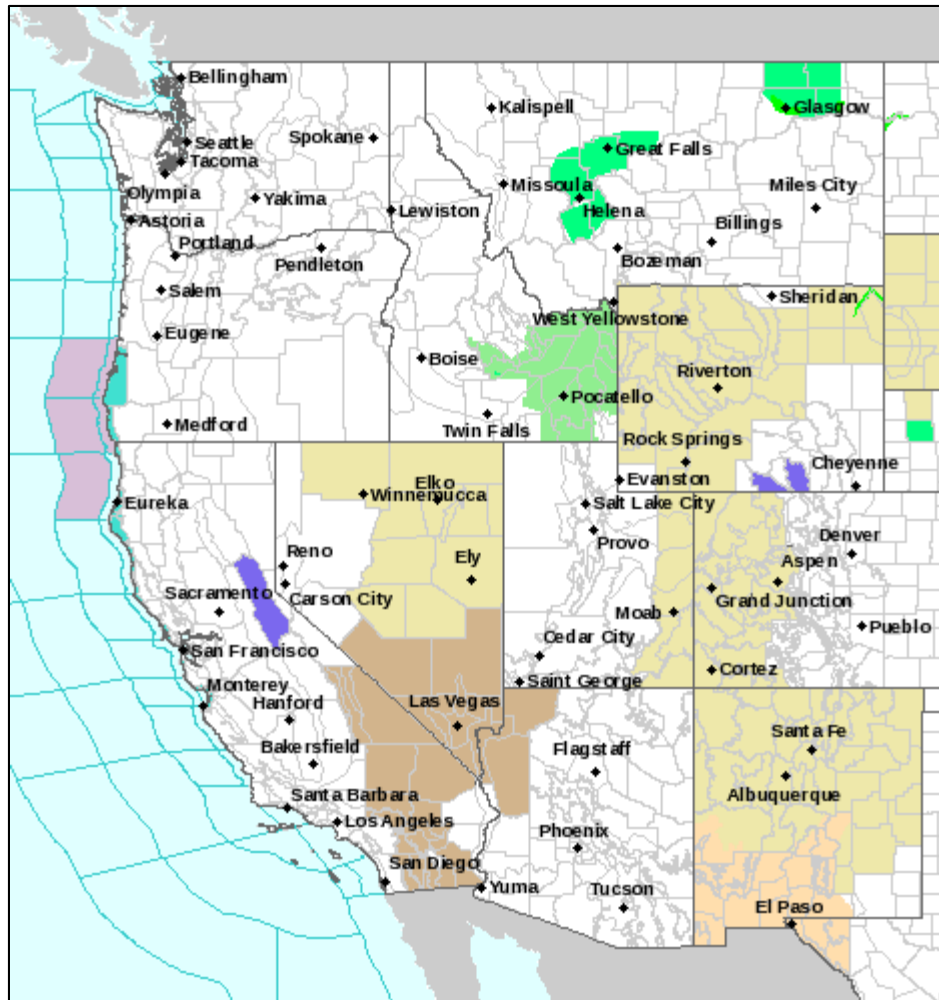 Bellingham
Kalispell
Glasgow
Seattle
Spokane
Great Falls
Tacoma
Missoula
Miles City
Olympia
Yakima
Helena
Astoria
Lewiston
Billings
Portland
Pendleton
Bozeman
Salem
Sheridan
West Yellowstone
Eugene
Boise
Riverton
Pocatello
Medford
Twin Falls
Rock Springs
Cheyenne
Elko
Evanston
Winnemucca
Eureka
Salt Lake City
Provo
Denver
Reno
Ely
Aspen
Sacramento
Carson City
Grand Junction
Moab
Pueblo
Cedar City
San Francisco
Cortez
Saint George
Monterey
Hanford
Las Vegas
Santa Fe
Bakersfield
Flagstaff
Albuquerque
Santa Barbara
Los Angeles
Phoenix
San Diego
Yuma
Tucson
El Paso